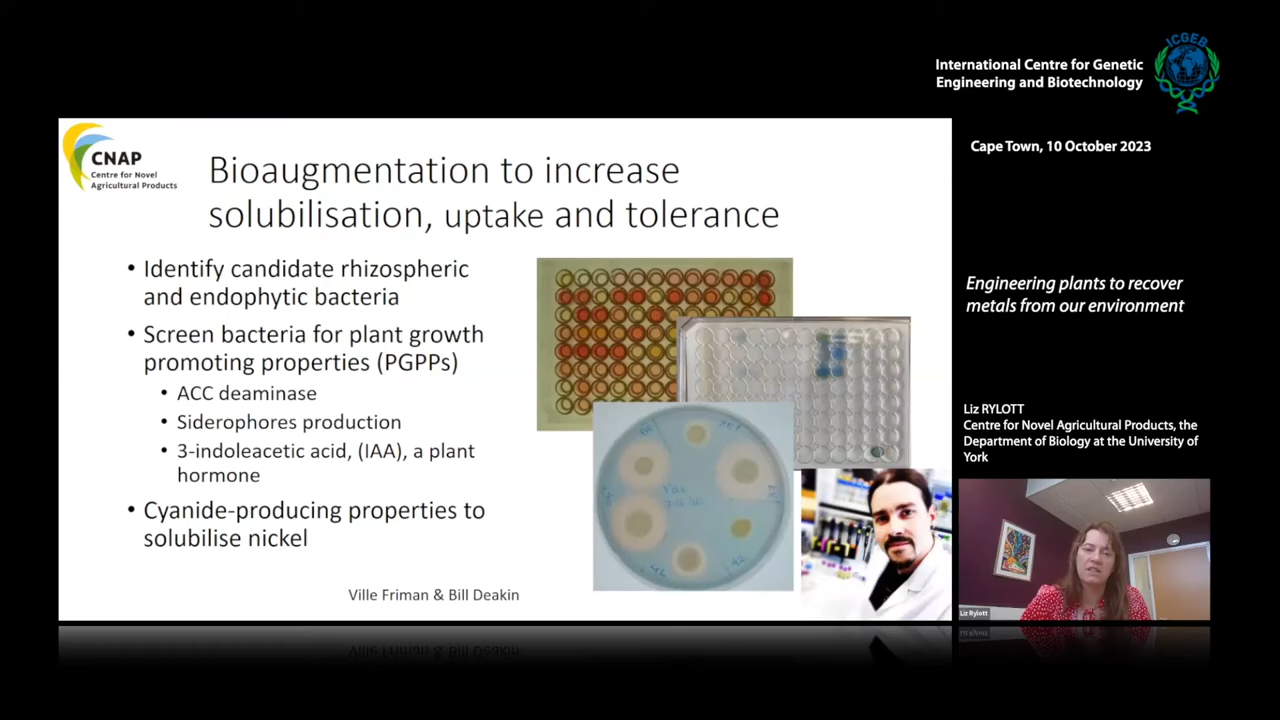 ICGEB
International Centre for Genetic
Engineering and Biotechnology
CNAP
Centre for Novel
Agricultural Products
Bioaugmentation to increase
solubilisation, uptake and tolerance
• Identify candidate rhizospheric
and endophytic bacteria
• Screen bacteria for plant growth
promoting properties (PGPPs)
• ACC deaminase
• Siderophores production
• 3-indoleacetic acid, (IAA), a plant
hormone
• Cyanide-producing properties to
solubilise nickel
Ville Friman & Bill Deakin
Cape Town, 10 October 2023
Engineering plants to recover
metals from our environment
Liz RYLOTT
Centre for Novel Agricultural Products, the
Department of Biology at the University of
York
Liz Rylott